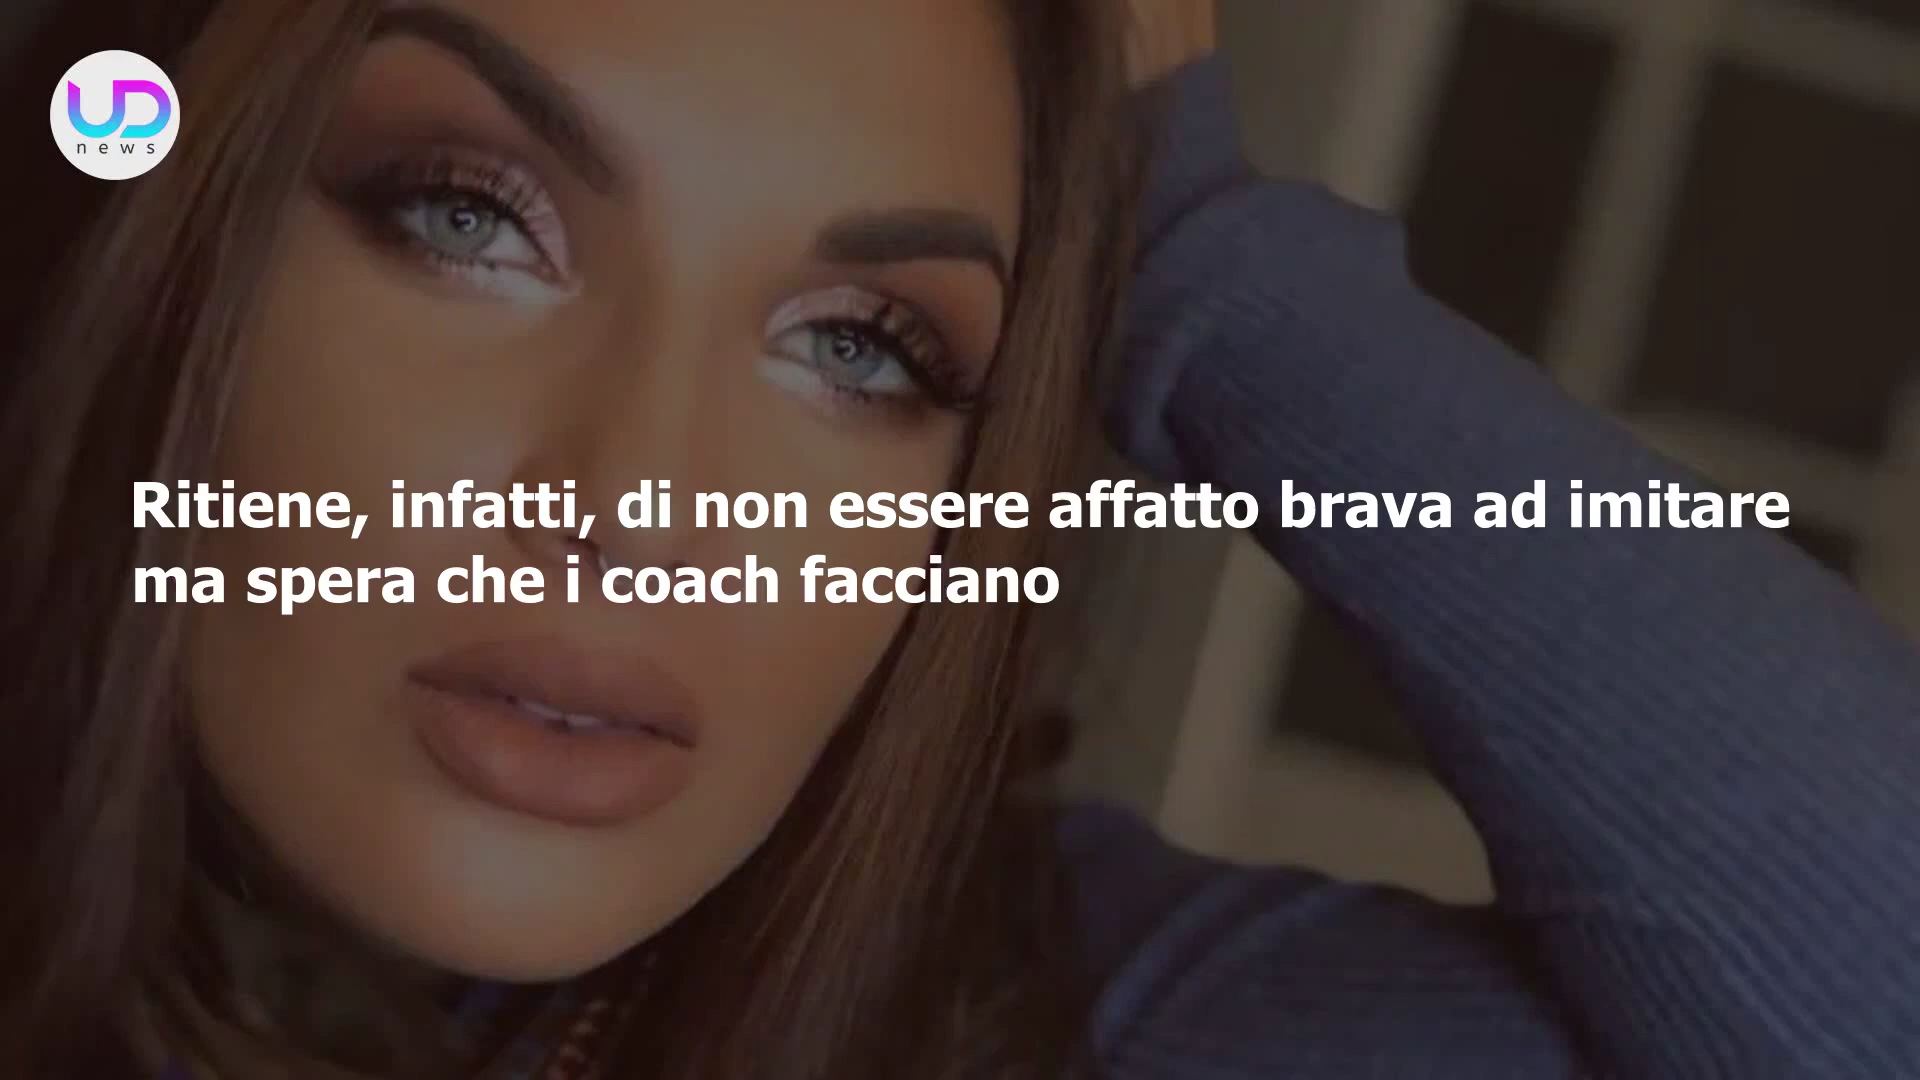 UD
news
Ritiene, infatti, di non essere affatto brava ad imitare
ma spera che i coach facciano